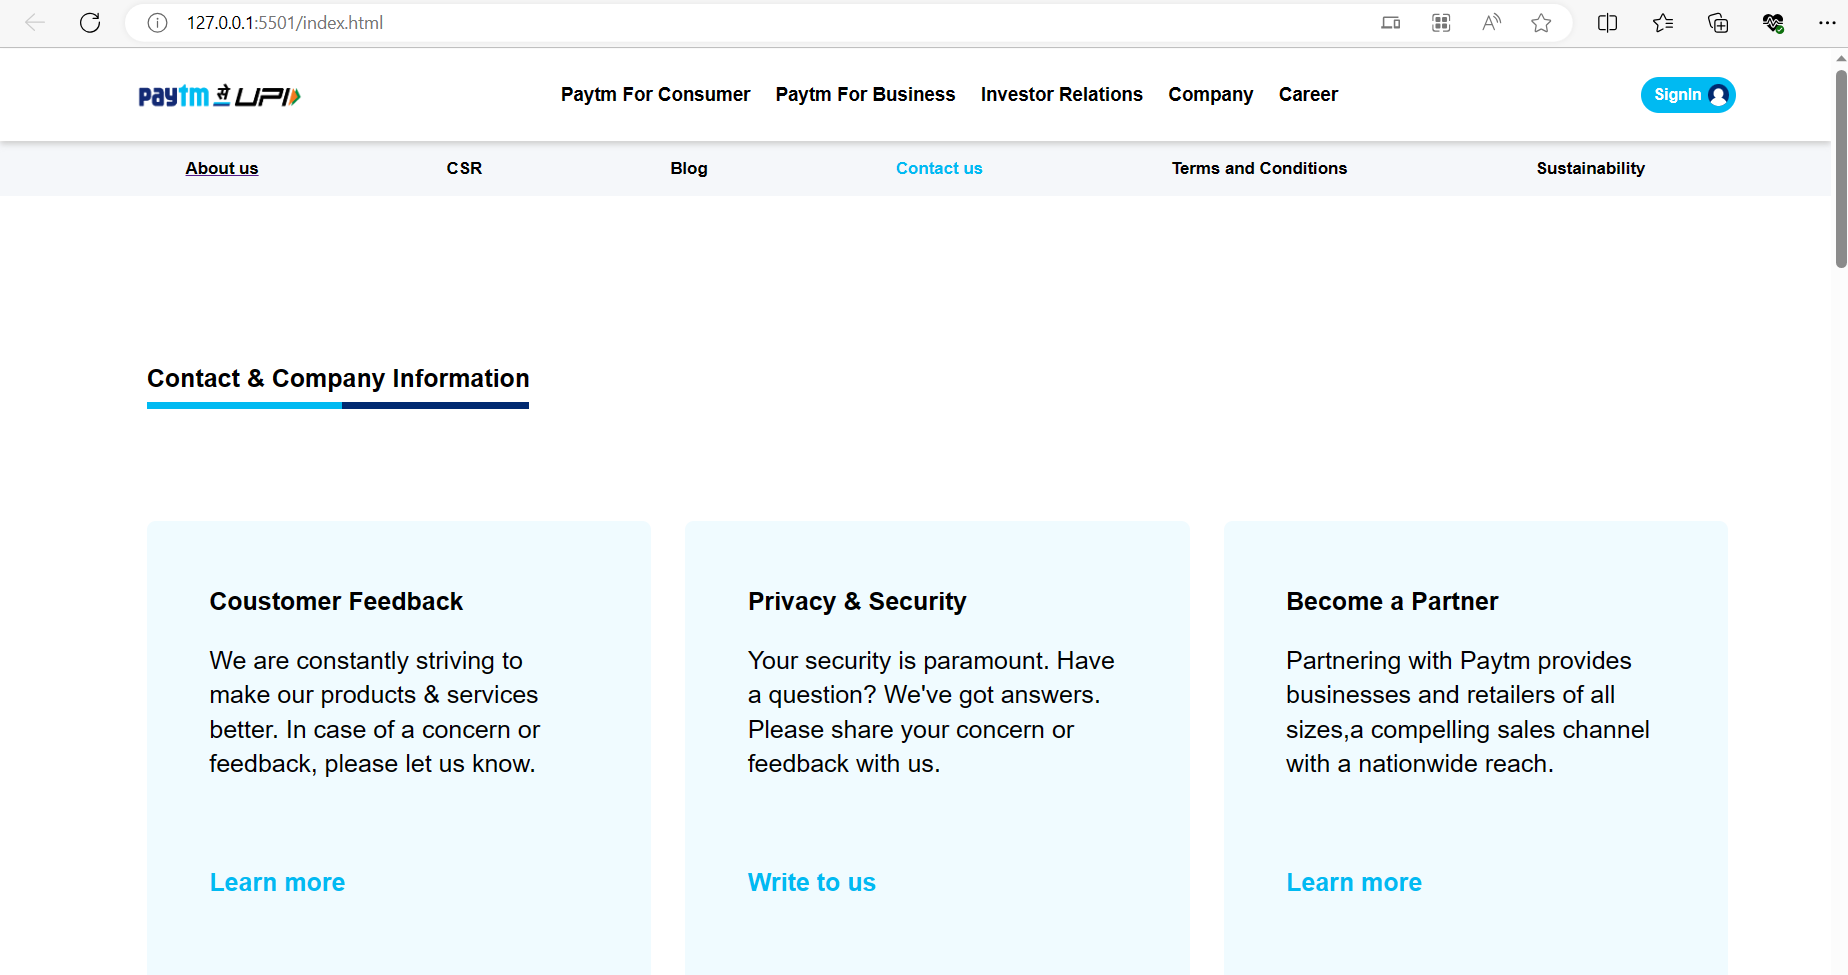 127.0.0.1:5501/index.html
paytm से UPI
Paytm For Consumer Paytm For Business Investor Relations Company Career SignIn
About us CSR Blog Contact us Terms and Conditions Sustainability
Contact & Company Information
Coustomer Feedback
We are constantly striving to
make our products & services
better. In case of a concern or
feedback, please let us know.
Learn more
Privacy & Security
Your security is paramount. Have
a question? We've got answers.
Please share your concern or
feedback with us.
Write to us
Become a Partner
Partnering with Paytm provides
businesses and retailers of all
sizes,a compelling sales channel
with a nationwide reach.
Learn more